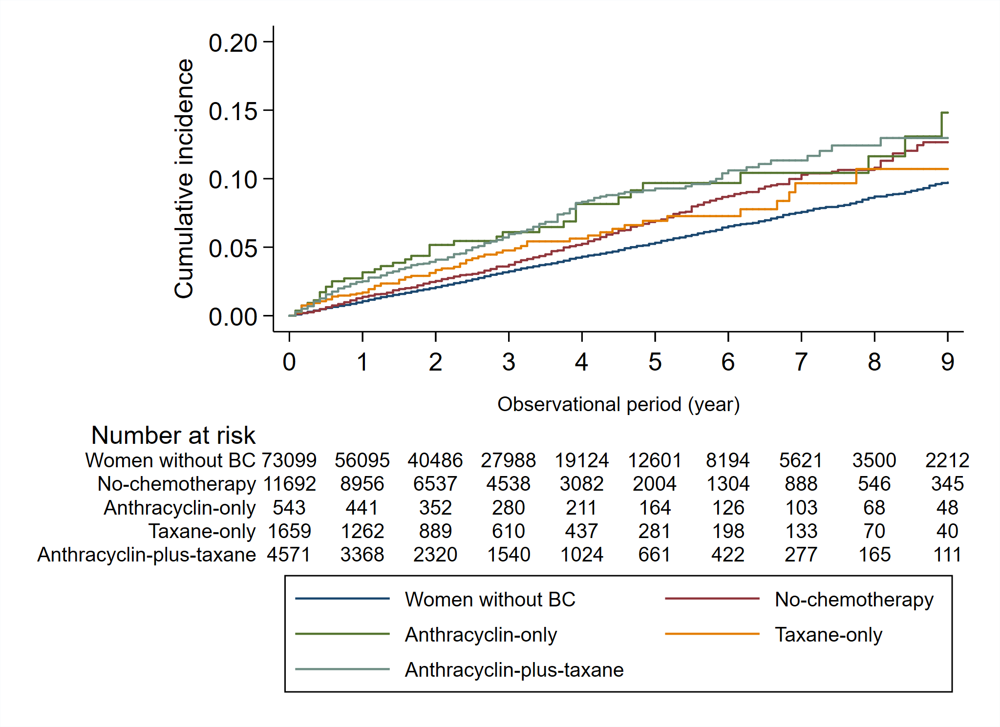 0.20
0.15
0.10
0.05
0.00
Cumulative incidence
0 1 2 3 4 5 6 7 8 9
Observational period (year)
Number at risk
Women without BC 73099 56095 40486 27988 19124 12601 8194 5621 3500 2212
No-chemotherapy 11692 8956 6537 4538 3082 2004 1304 888 546 345
Anthracyclin-only 543 441 352 280 211 164 126 103 68 48
Taxane-only 1659 1262 889 610 437 281 198 133 70 40
Anthracyclin-plus-taxane 4571 3368 2320 1540 1024 661 422 277 165 111
Women without BC No-chemotherapy
Anthracyclin-only Taxane-only
Anthracyclin-plus-taxane